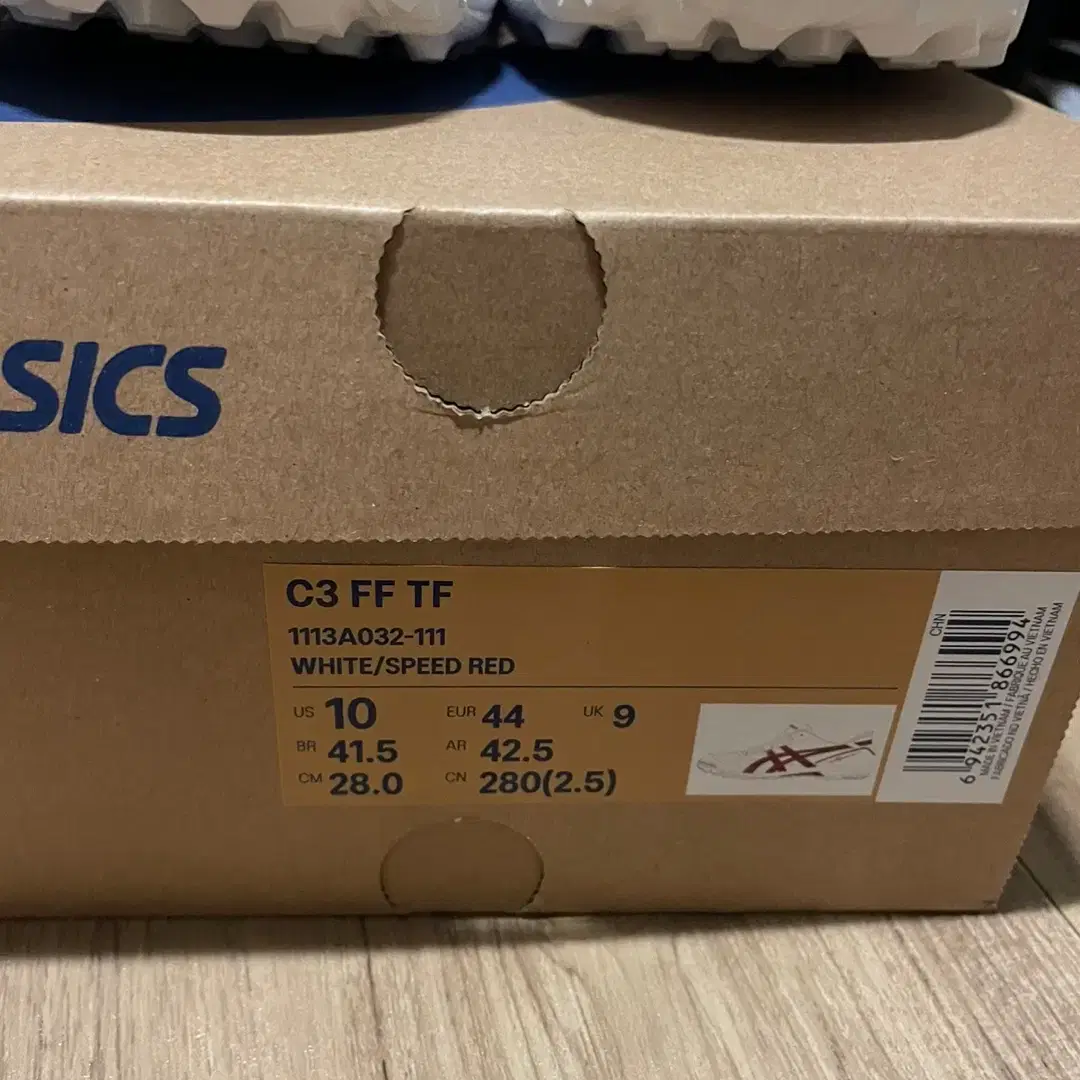 SICS
C3 FF TF
1113A032-111
WHITE/SPEED RED
US 10 EUR 44 UK 9
BR 41.5 AR 42.5
CM 28.0 CN 280(2.5)
CHN
6 942351 866994
MADE IN VIETNAM / FABRIQUÉ AU VIETNAM
FABRICADO NO VIETNÃ / HECHO EN VIETNAM